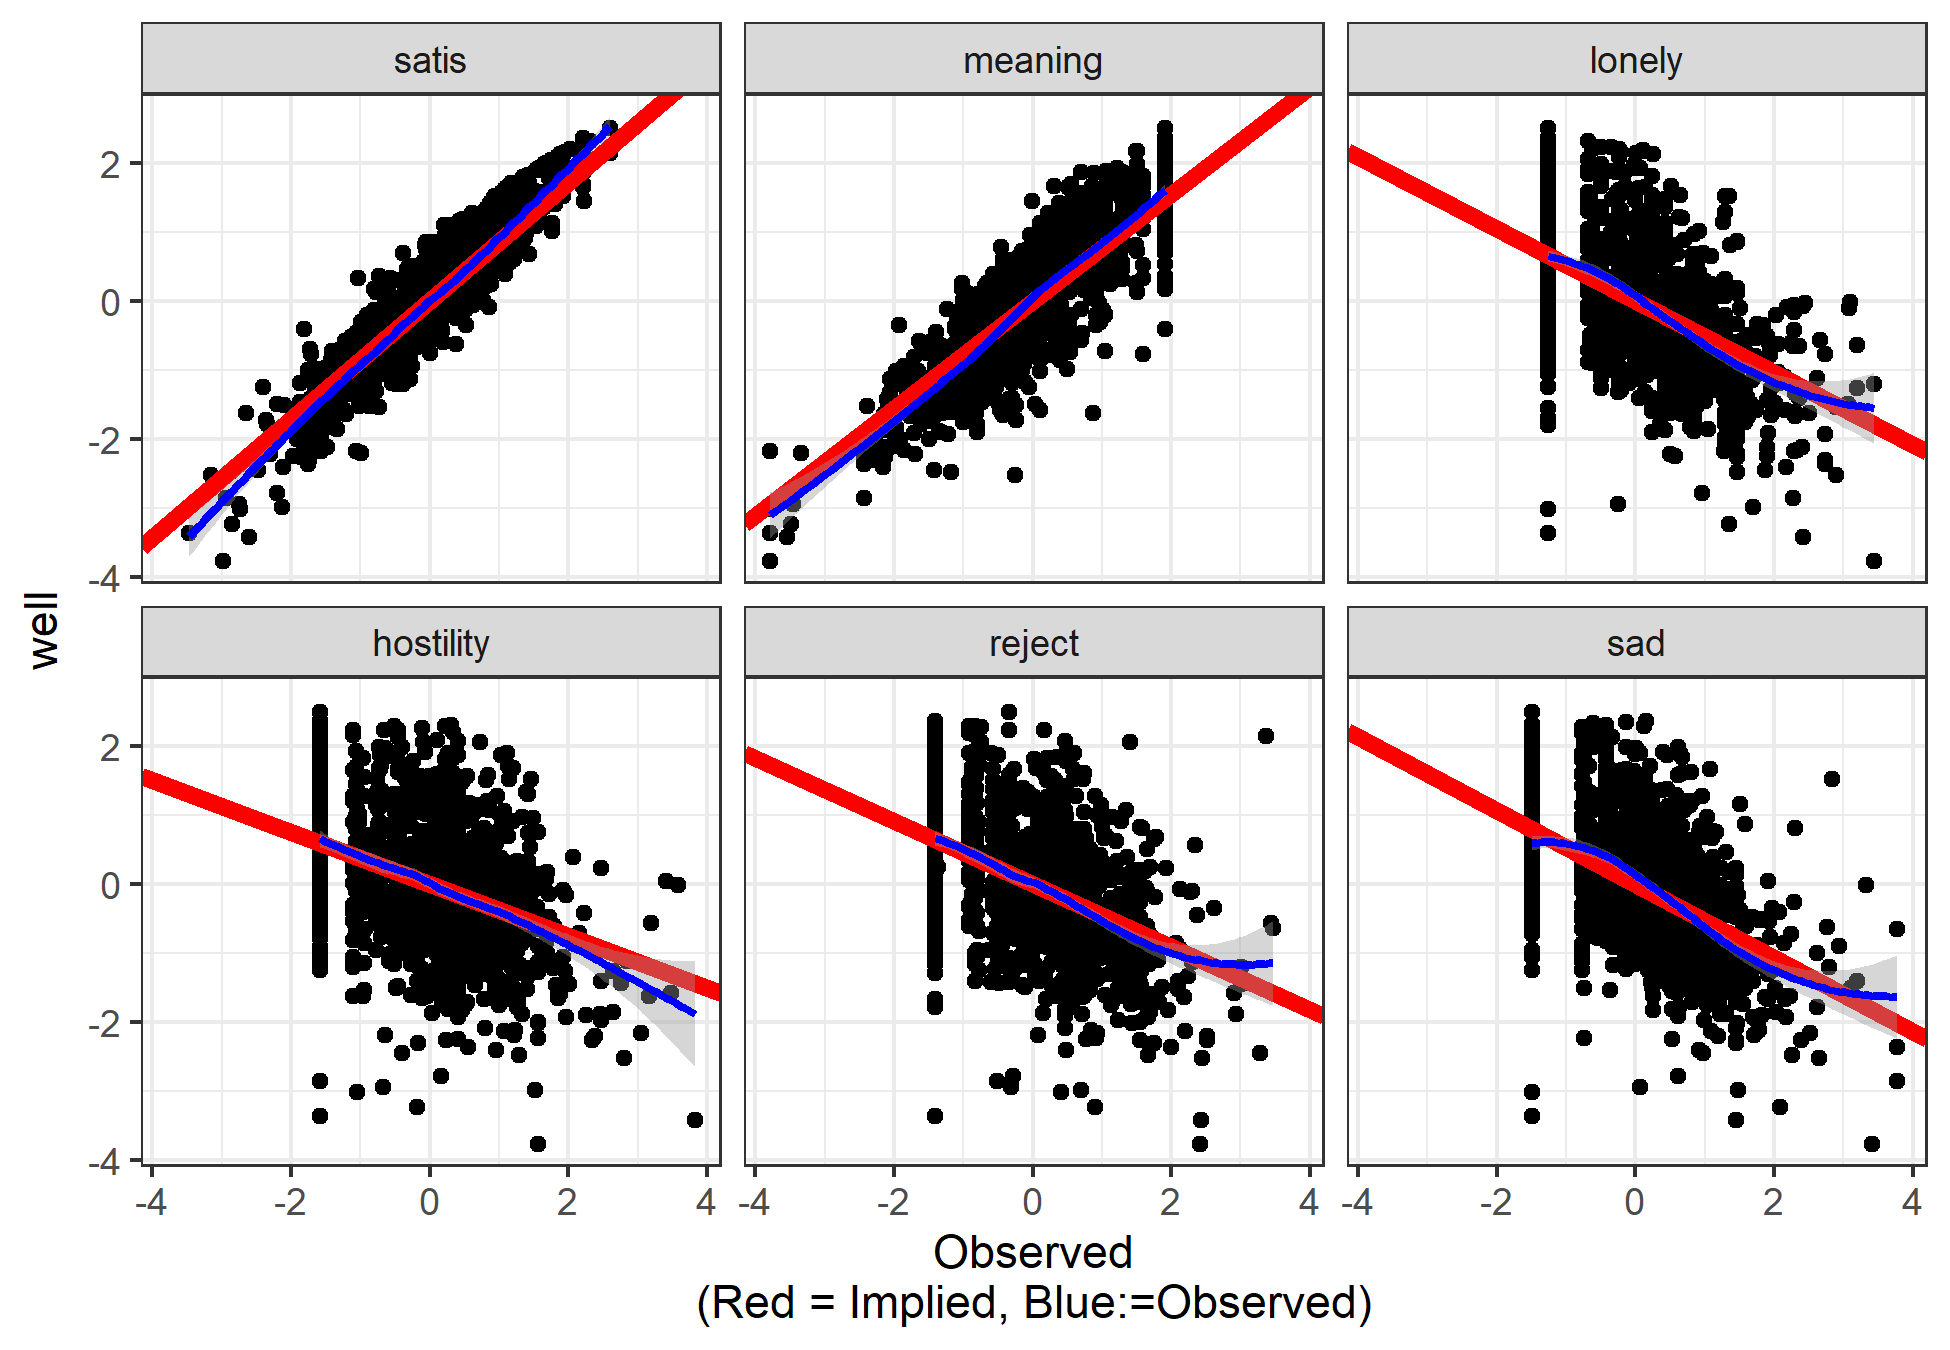 satis
meaning
lonely
2
0
-2
-4
hostility
reject
sad
2
0
-2
-4
well
-4 -2 0 2 4
-4 -2 0 2 4
-4 -2 0 2 4
Observed
(Red = Implied, Blue:=Observed)